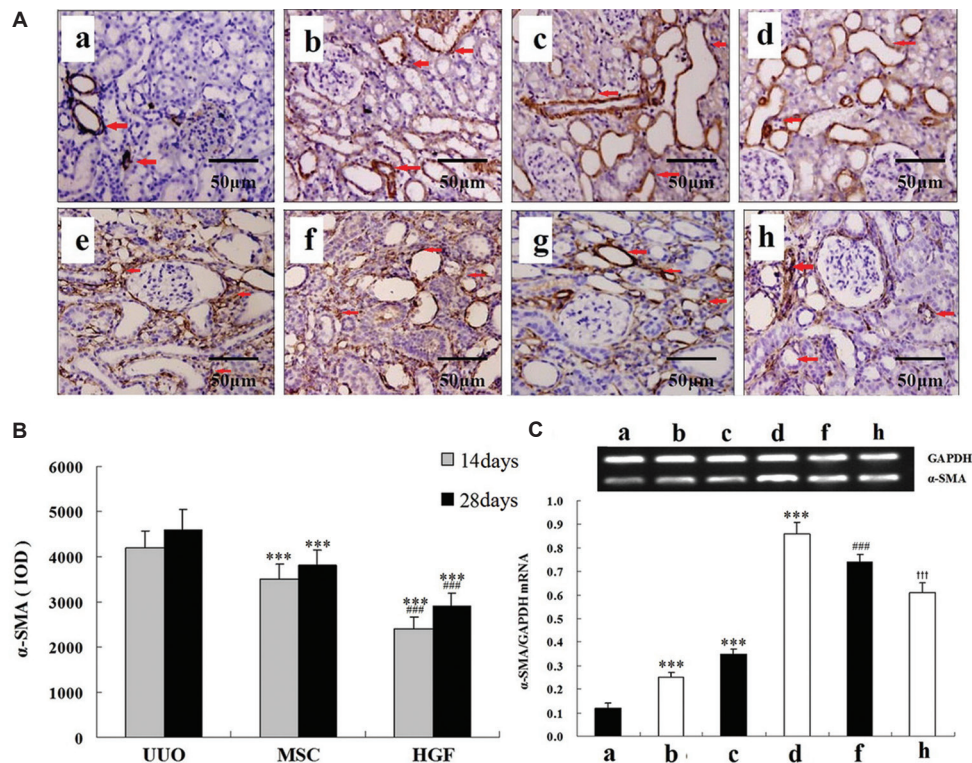 A
a
b
c
d
50μm
50μm
50μm
50μm
e
f
g
h
50μm
50μm
50μm
50μm
B
14days
28days
6000
5000
4000
3000
2000
1000
0
α-SMA ( IOD )
***
***
***
###
***
###
UUO
MSC
HGF
C
a b c d f h
GAPDH
α-SMA
1.0
0.9
0.8
0.7
0.6
0.5
0.4
0.3
0.2
0.1
0.0
α-SMA/GAPDH mRNA
***
***
***
###
†††
a b c d f h